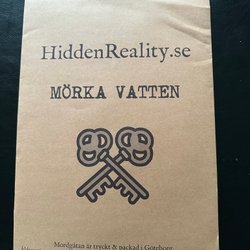 HiddenReality.se
MÖRKA VATTEN
Mordgåtan är tryckt & packad i Göteborg